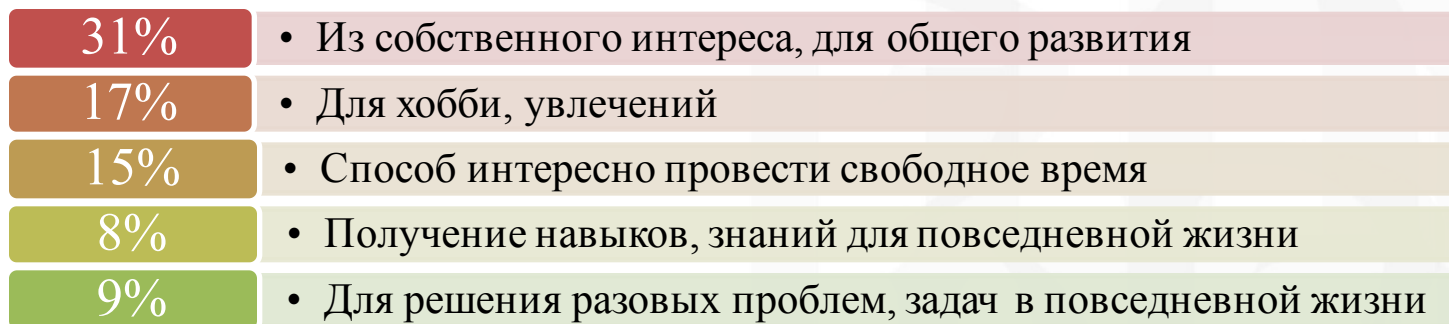 31% • Из собственного интереса, для общего развития
17% • Для хобби, увлечений
15% • Способ интересно провести свободное время
8% • Получение навыков, знаний для повседневной жизни
9% • Для решения разовых проблем, задач в повседневной жизни